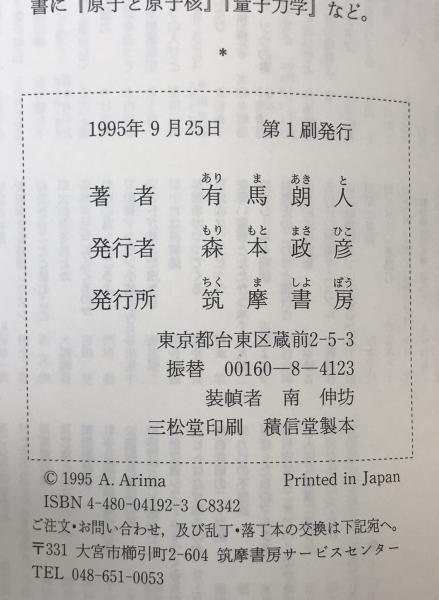 書に『原子と原子核』『量子力学』など。
*
1995年9月25日 第1刷発行
あり ま あき と
著者 有馬朗人
もり もと まさ ひこ
発行者 森本政彦
ちく ま しよ ぼう
発行所 筑摩書房
東京都台東区蔵前2-5-3
振替 00160―8―4123
装幀者 南 伸坊
三松堂印刷 積信堂製本
© 1995 A. Arima Printed in Japan
ISBN 4-480-04192-3 C8342
ご注文・お問い合わせ，及び乱丁・落丁本の交換は下記宛へ。
〒331 大宮市櫛引町2-604 筑摩書房サービスセンター
TEL 048-651-0053